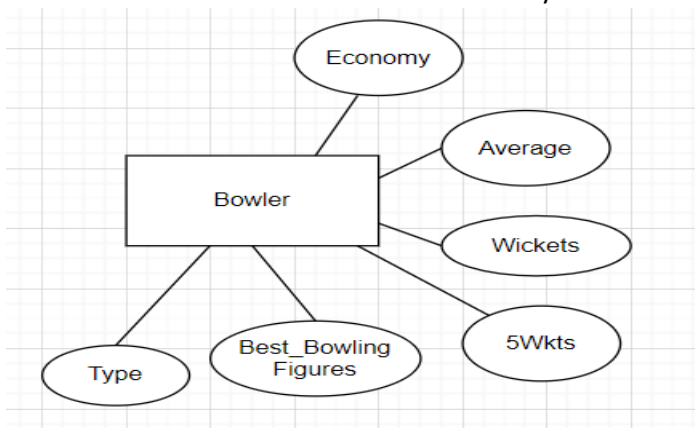 Economy
Average
Bowler
Wickets
5Wkts
Best_Bowling
Figures
Type